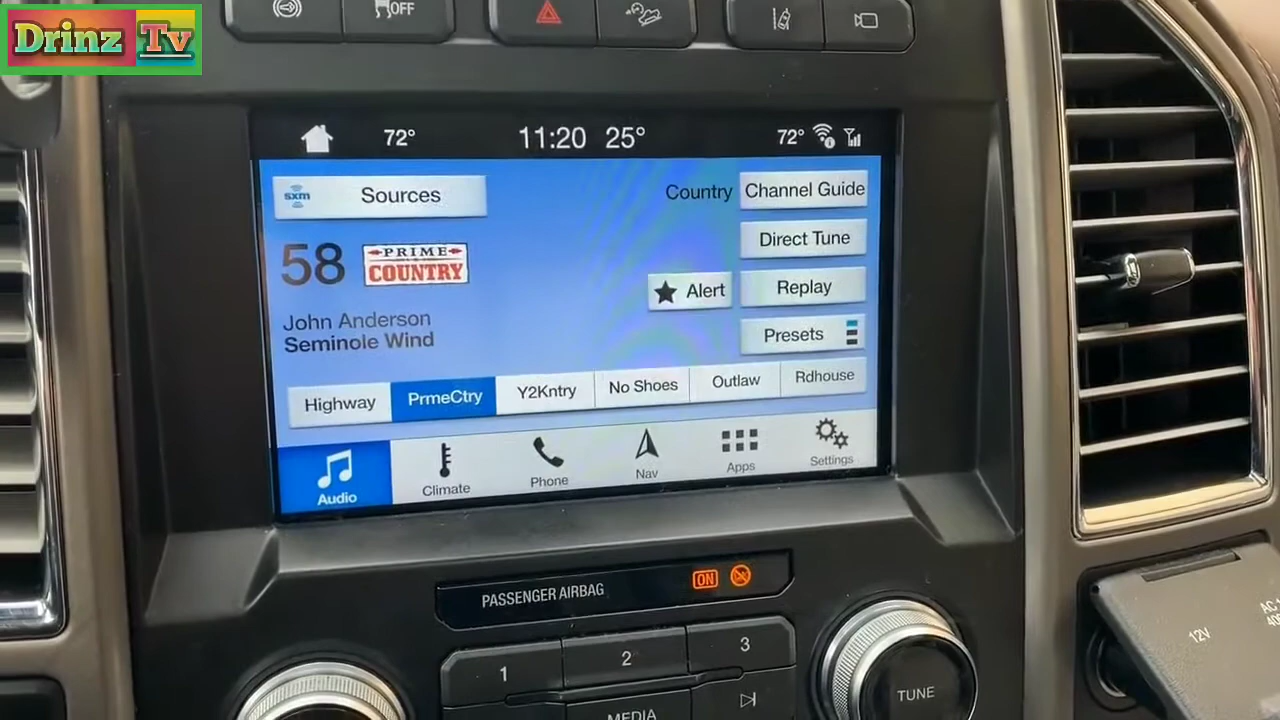 Drinz Tv
OFF
72°
11:20 25°
72°
sxm Sources
Country
Channel Guide
58
PRIME
COUNTRY
Direct Tune
Alert
Replay
John Anderson
Seminole Wind
Presets
Highway
PrmeCtry
Y2Kntry
No Shoes
Outlaw
Rdhouse
Audio
Climate
Phone
Nav
Apps
Settings
PASSENGER AIRBAG
ON
1
2
3
MEDIA
TUNE
12V